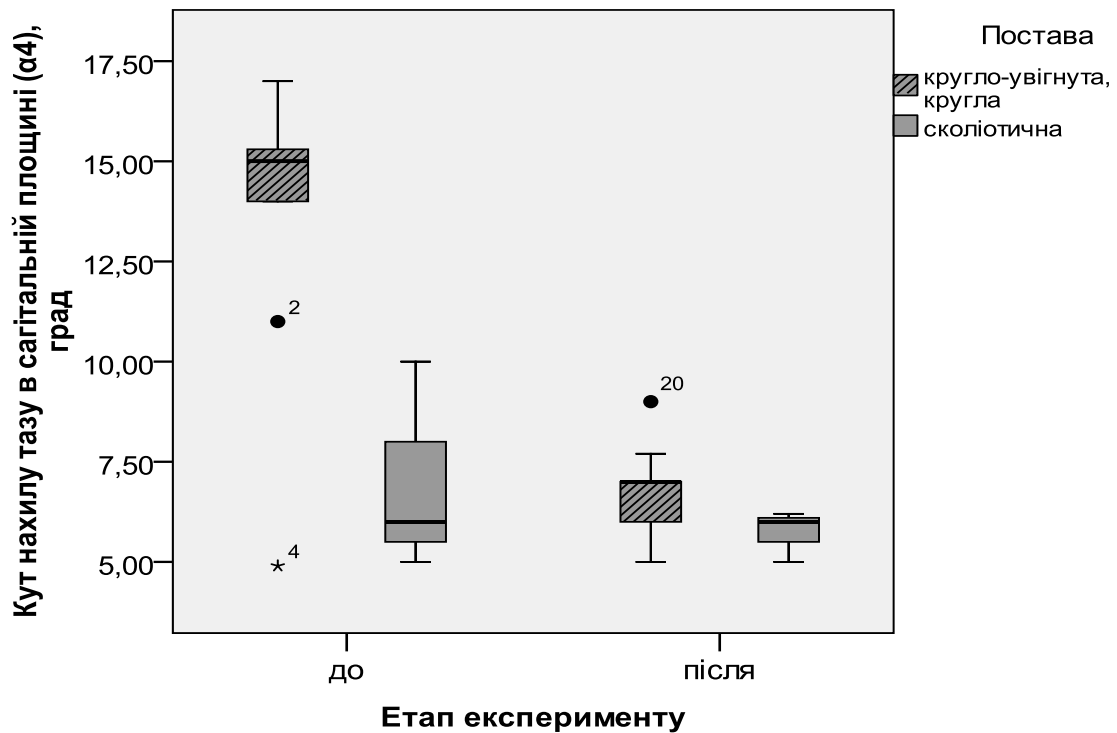 Кут нахилу тазу в сагітальній площині (α4),
град
17,50
15,00
12,50
10,00
7,50
5,00
2
4
20
до
після
Етап експерименту
Постава
кругло-увігнута,
кругла
сколіотична